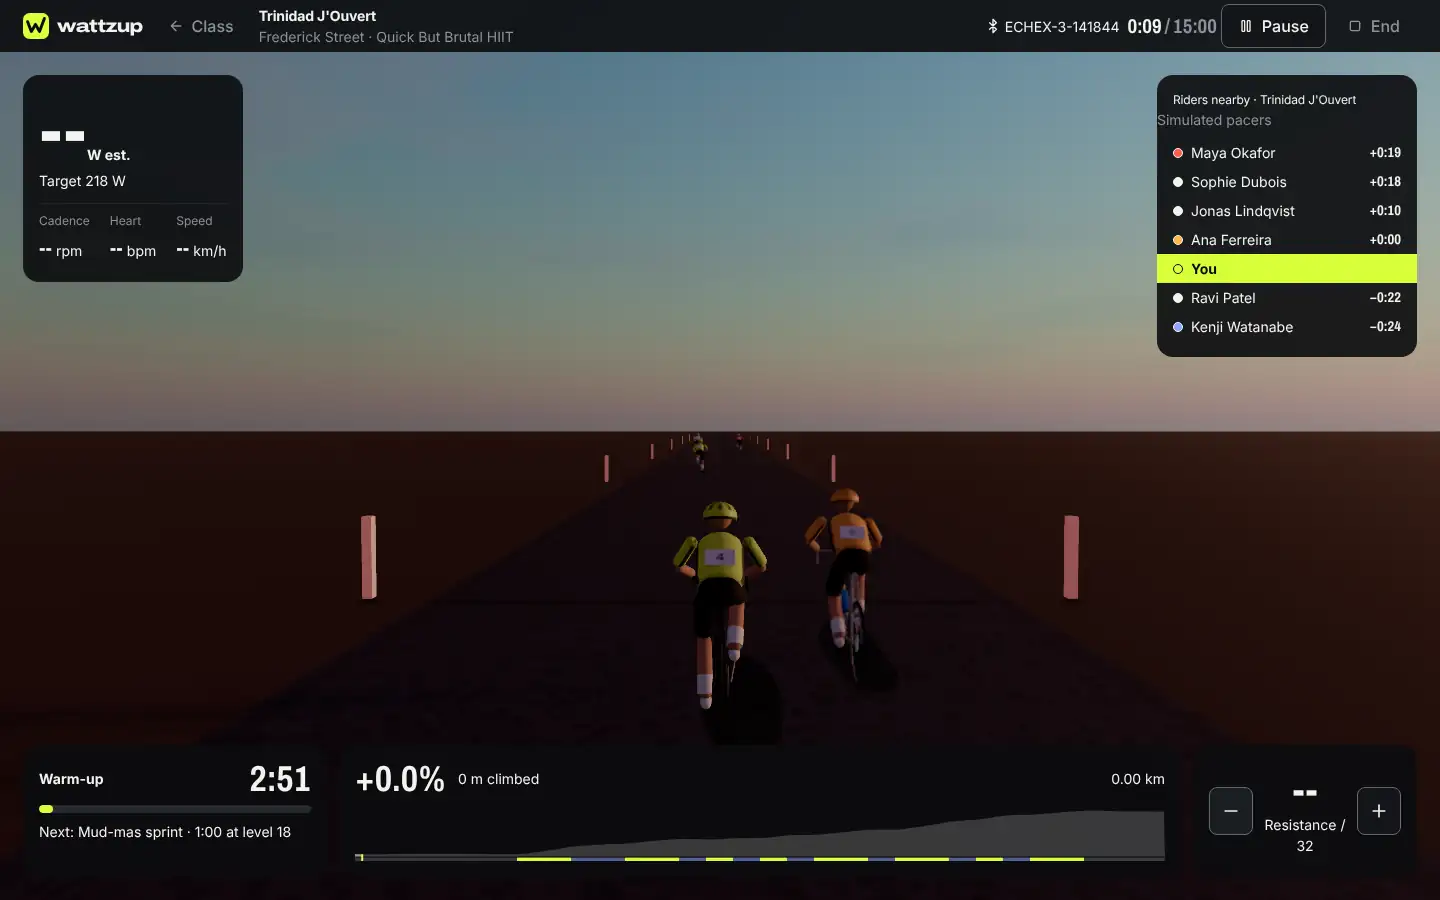 wattzup
← Class
Trinidad J'Ouvert
Frederick Street · Quick But Brutal HIIT
ECHEX-3-141844
0:09 / 15:00
Pause
End
--
W est.
Target 218 W
Cadence Heart Speed
-- rpm -- bpm -- km/h
Riders nearby · Trinidad J'Ouvert
Simulated pacers
Maya Okafor +0:19
Sophie Dubois +0:18
Jonas Lindqvist +0:10
Ana Ferreira +0:00
You
Ravi Patel −0:22
Kenji Watanabe −0:24
Warm-up 2:51
Next: Mud-mas sprint · 1:00 at level 18
+0.0% 0 m climbed 0.00 km
−
--
Resistance /
32
+